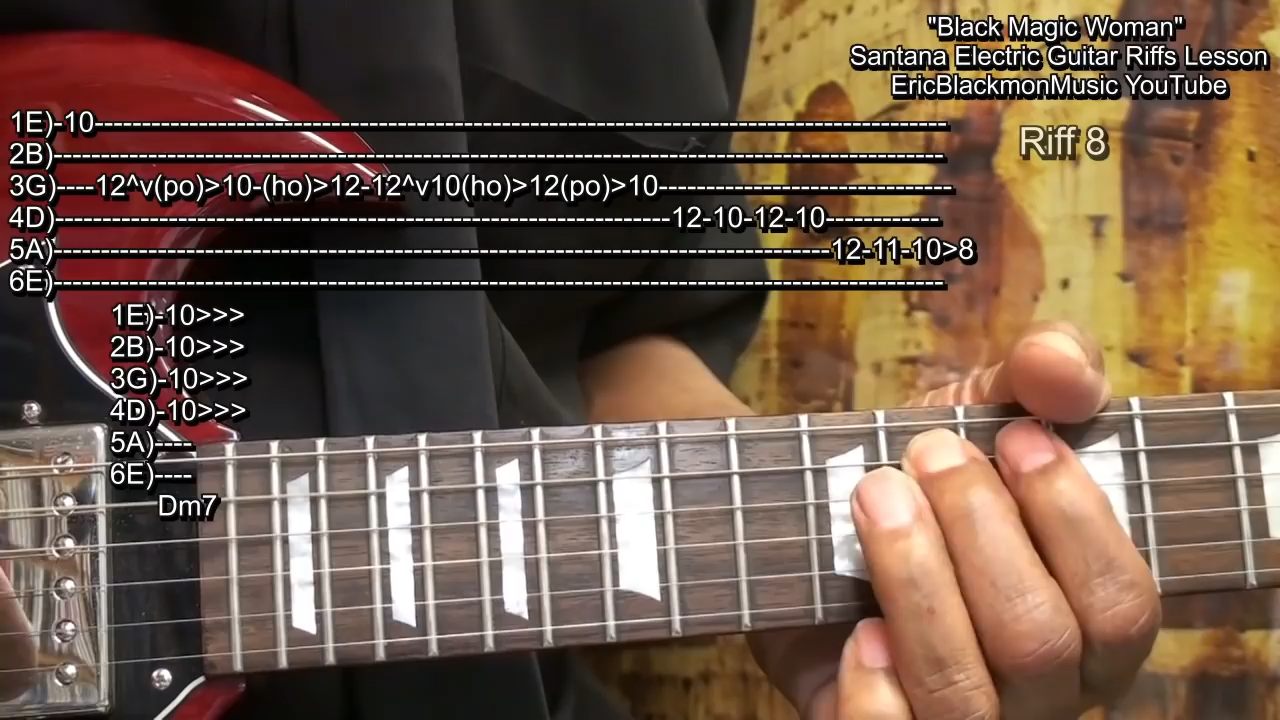 "Black Magic Woman"
Santana Electric Guitar Riffs Lesson
EricBlackmonMusic YouTube
Riff 8
1E)-10---------------------------------------------------------------------------------------
2B)-----------------------------------------------------------------------------------------------
3G)----12^v(po)>10-(ho)>12-12^v10(ho)>12(po)>10------------------------------
4D)----------------------------------------------------------------12-10-12-10------------
5A)---------------------------------------------------------------------------------12-11-10>8
6E)-----------------------------------------------------------------------------------------------
1E)-10>>>
2B)-10>>>
3G)-10>>>
4D)-10>>>
5A)----
6E)----
Dm7